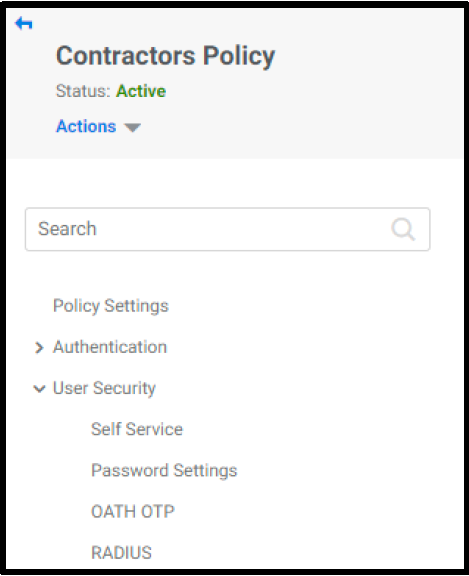 Contractors Policy
Status: Active
Actions
Search
Policy Settings
Authentication
User Security
Self Service
Password Settings
OATH OTP
RADIUS